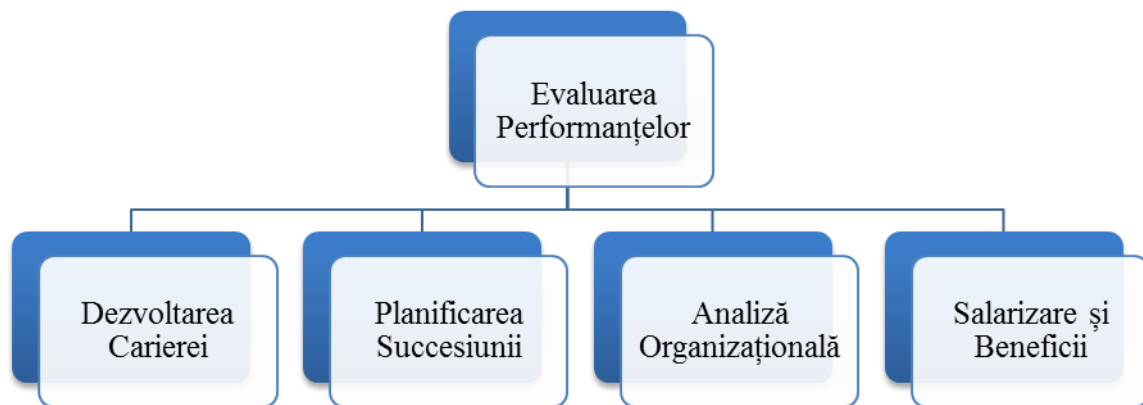 Evaluarea
Performanțelor
Dezvoltarea
Carierei
Planificarea
Succesiunii
Analiză
Organizațională
Salarizare și
Beneficii